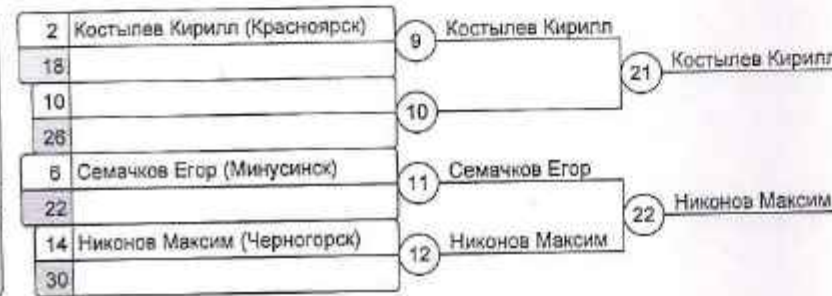 2 Костылев Кирилл (Красноярск)
18
9 Костылев Кирилл
21 Костылев Кирилл
10
26
10
6 Семачков Егор (Минусинск)
22
11 Семачков Егор
22 Никонов Максим
14 Никонов Максим (Черногорск)
30
12 Никонов Максим